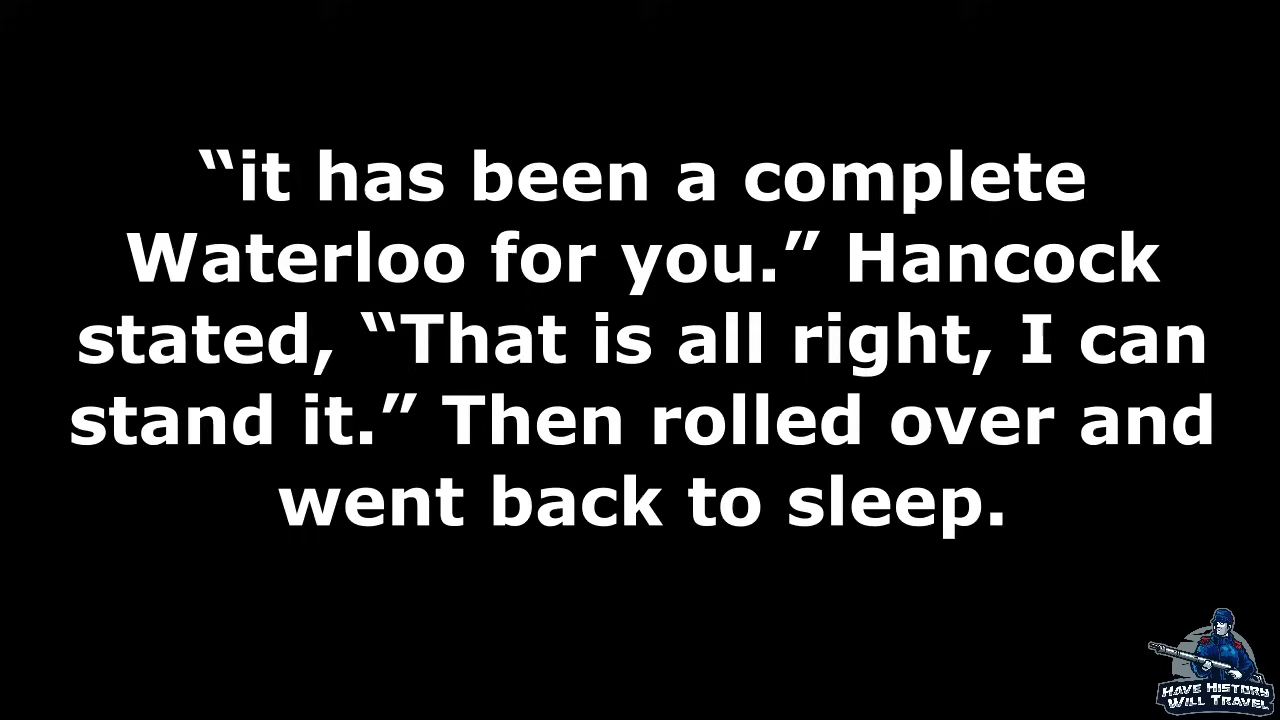 “it has been a complete
Waterloo for you.” Hancock
stated, “That is all right, I can
stand it.” Then rolled over and
went back to sleep.
Have History
Will Travel